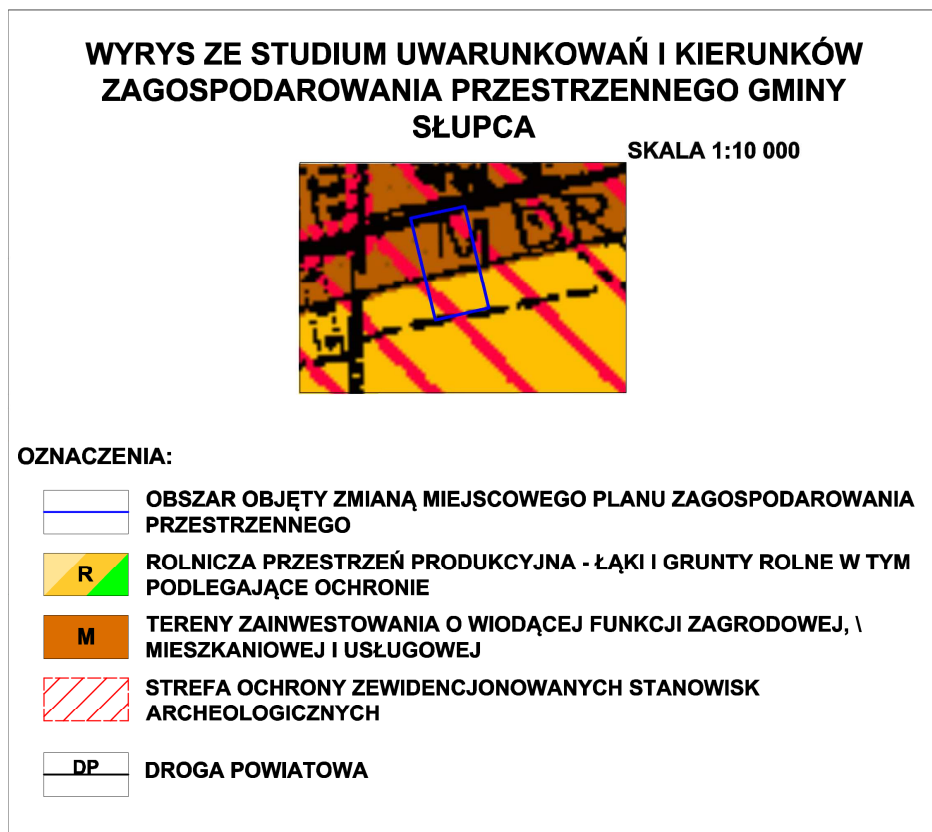 WYRYS ZE STUDIUM UWARUNKOWAŃ I KIERUNKÓW
ZAGOSPODAROWANIA PRZESTRZENNEGO GMINY
SŁUPCA
SKALA 1:10 000
M DR
OZNACZENIA:
OBSZAR OBJĘTY ZMIANĄ MIEJSCOWEGO PLANU ZAGOSPODAROWANIA
PRZESTRZENNEGO
R
ROLNICZA PRZESTRZEŃ PRODUKCYJNA - ŁĄKI I GRUNTY ROLNE W TYM
PODLEGAJĄCE OCHRONIE
M
TERENY ZAINWESTOWANIA O WIODĄCEJ FUNKCJI ZAGRODOWEJ, \
MIESZKANIOWEJ I USŁUGOWEJ
STREFA OCHRONY ZEWIDENCJONOWANYCH STANOWISK
ARCHEOLOGICZNYCH
DP
DROGA POWIATOWA